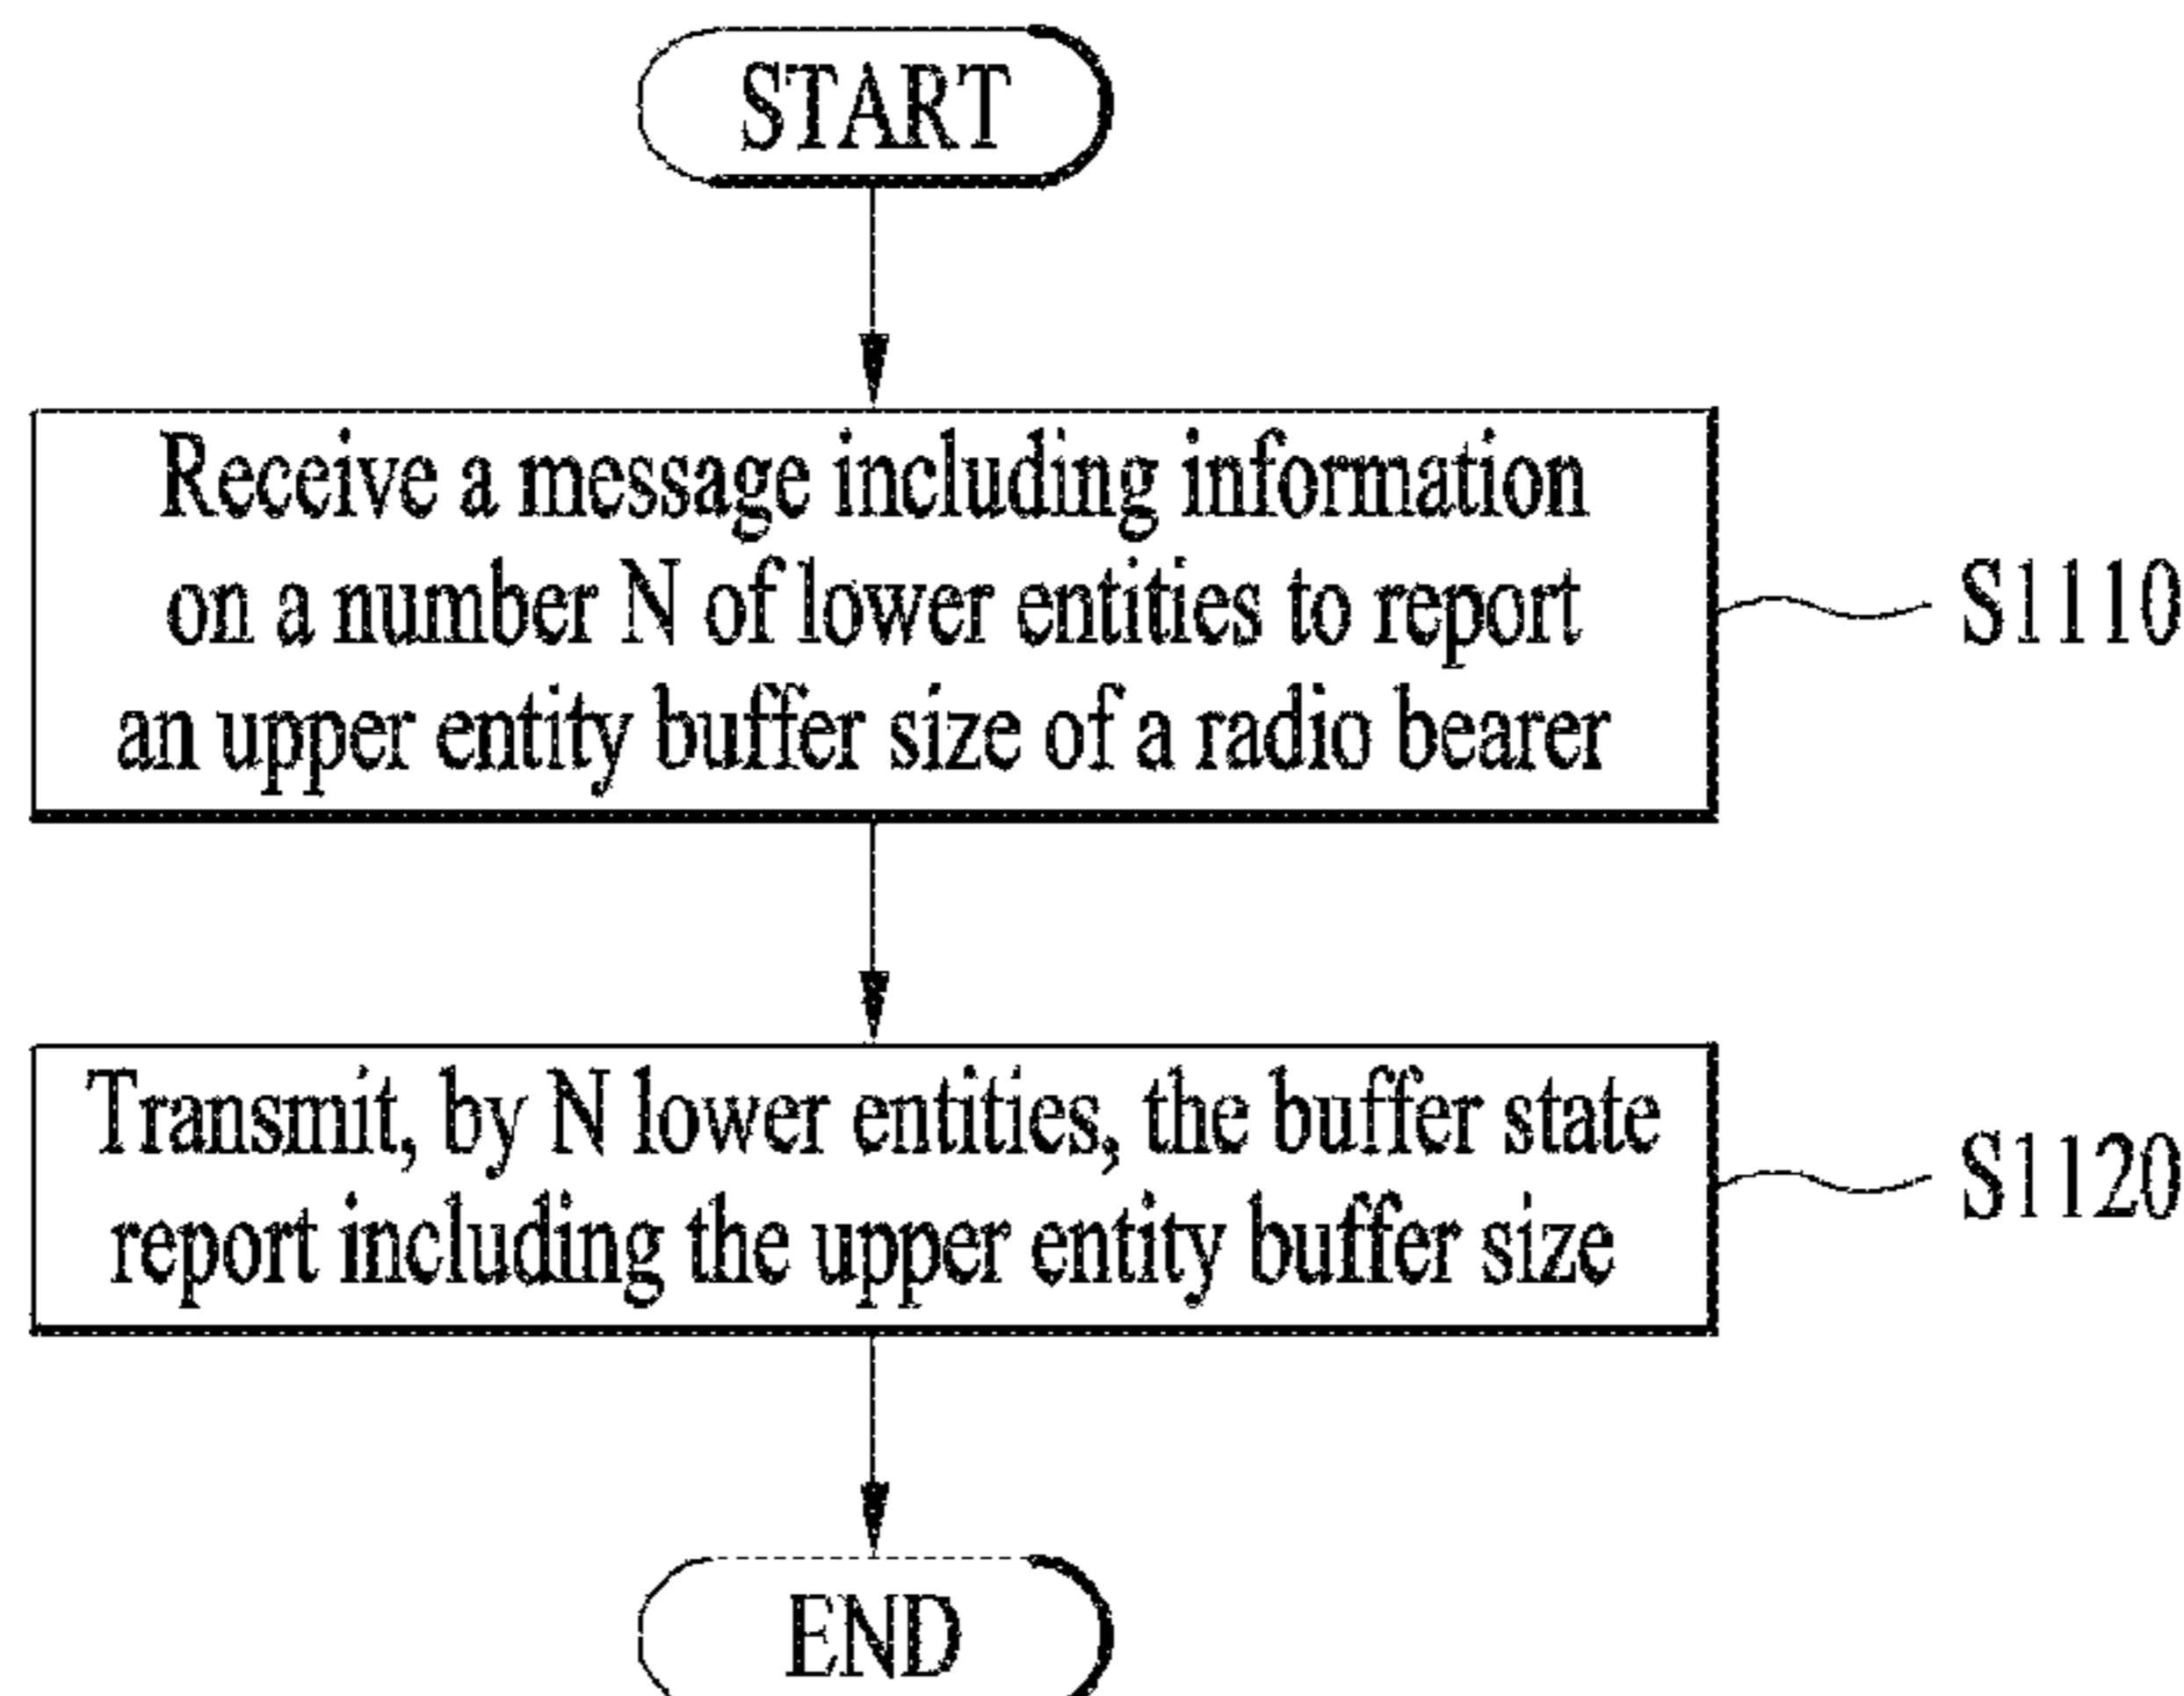 START
Receive a message including information
on a number N of lower entities to report
an upper entity buffer size of a radio bearer
S1110
Transmit, by N lower entities, the buffer state
report including the upper entity buffer size
S1120
END